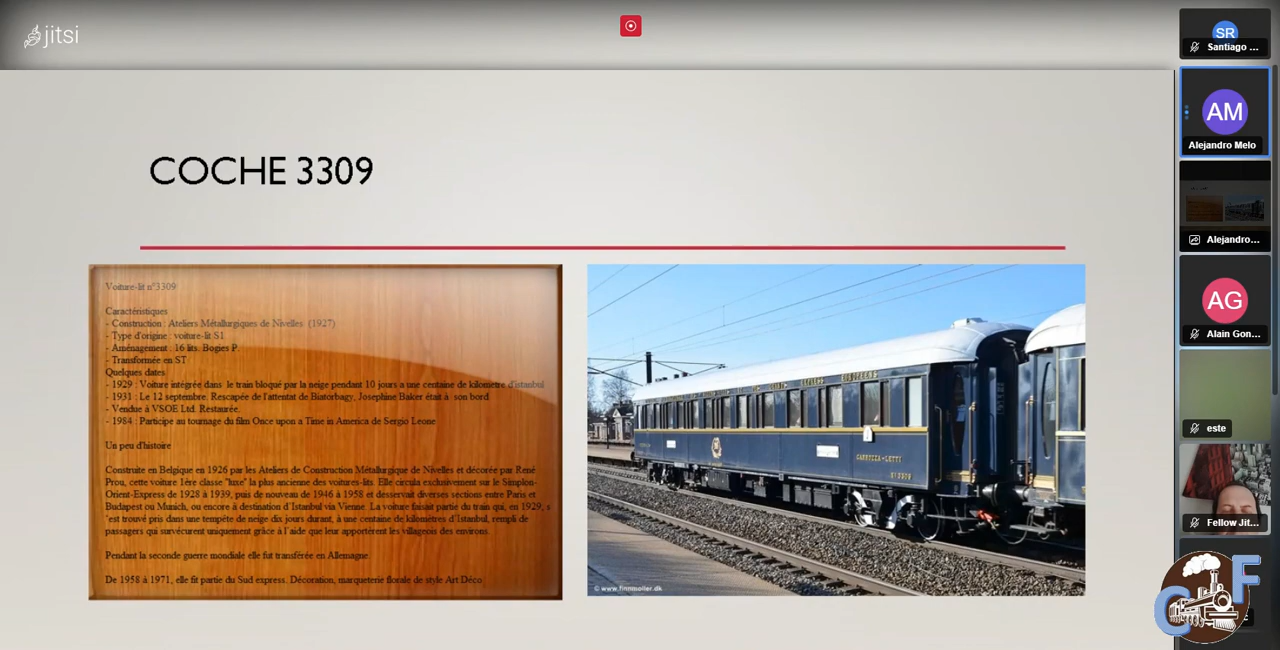 jitsi
COCHE 3309
Voiture-lit n°3309
Caractéristiques
- Construction : Ateliers Métallurgiques de Nivelles (1927)
- Type d'origine : voiture-lit S1
- Aménagement : 16 lits. Bogies P.
- Transformée en ST
Quelques dates
- 1929 : Voiture intégrée dans le train bloqué par la neige pendant 10 jours a une centaine de kilometre d'istanbul
- 1931 : Le 12 septembre. Rescapée de l'attentat de Biatorbagy, Josephine Baker était à son bord
- Vendue à VSOE Ltd. Restaurée.
- 1984 : Participe au tournage du film Once upon a Time in America de Sergio Leone
Un peu d'histoire
Construite en Belgique en 1926 par les Ateliers de Construction Métallurgique de Nivelles et décorée par René
Prou, cette voiture 1ère classe "luxe" la plus ancienne des voitures-lits. Elle circula exclusivement sur le Simplon-
Orient-Express de 1928 à 1939, puis de nouveau de 1946 à 1958 et desservait diverses sections entre Paris et
Budapest ou Munich, ou encore à destination d'Istanbul via Vienne. La voiture faisait partie du train qui, en 1929, s
'est trouvé pris dans une tempête de neige dix jours durant, à une centaine de kilomètres d'Istanbul, rempli de
passagers qui survécurent uniquement grâce à l'aide que leur apportèrent les villageois des environs.
Pendant la seconde guerre mondiale elle fut transférée en Allemagne.
De 1958 à 1971, elle fit partie du Sud express. Décoration, marqueterie florale de style Art Déco
CARROZZA-LETTI
N° 3309
© www.finnmoller.dk
SR
Santiago ...
AM
Alejandro Melo
Alejandro...
AG
Alain Gon...
este
Fellow Jit...
C F